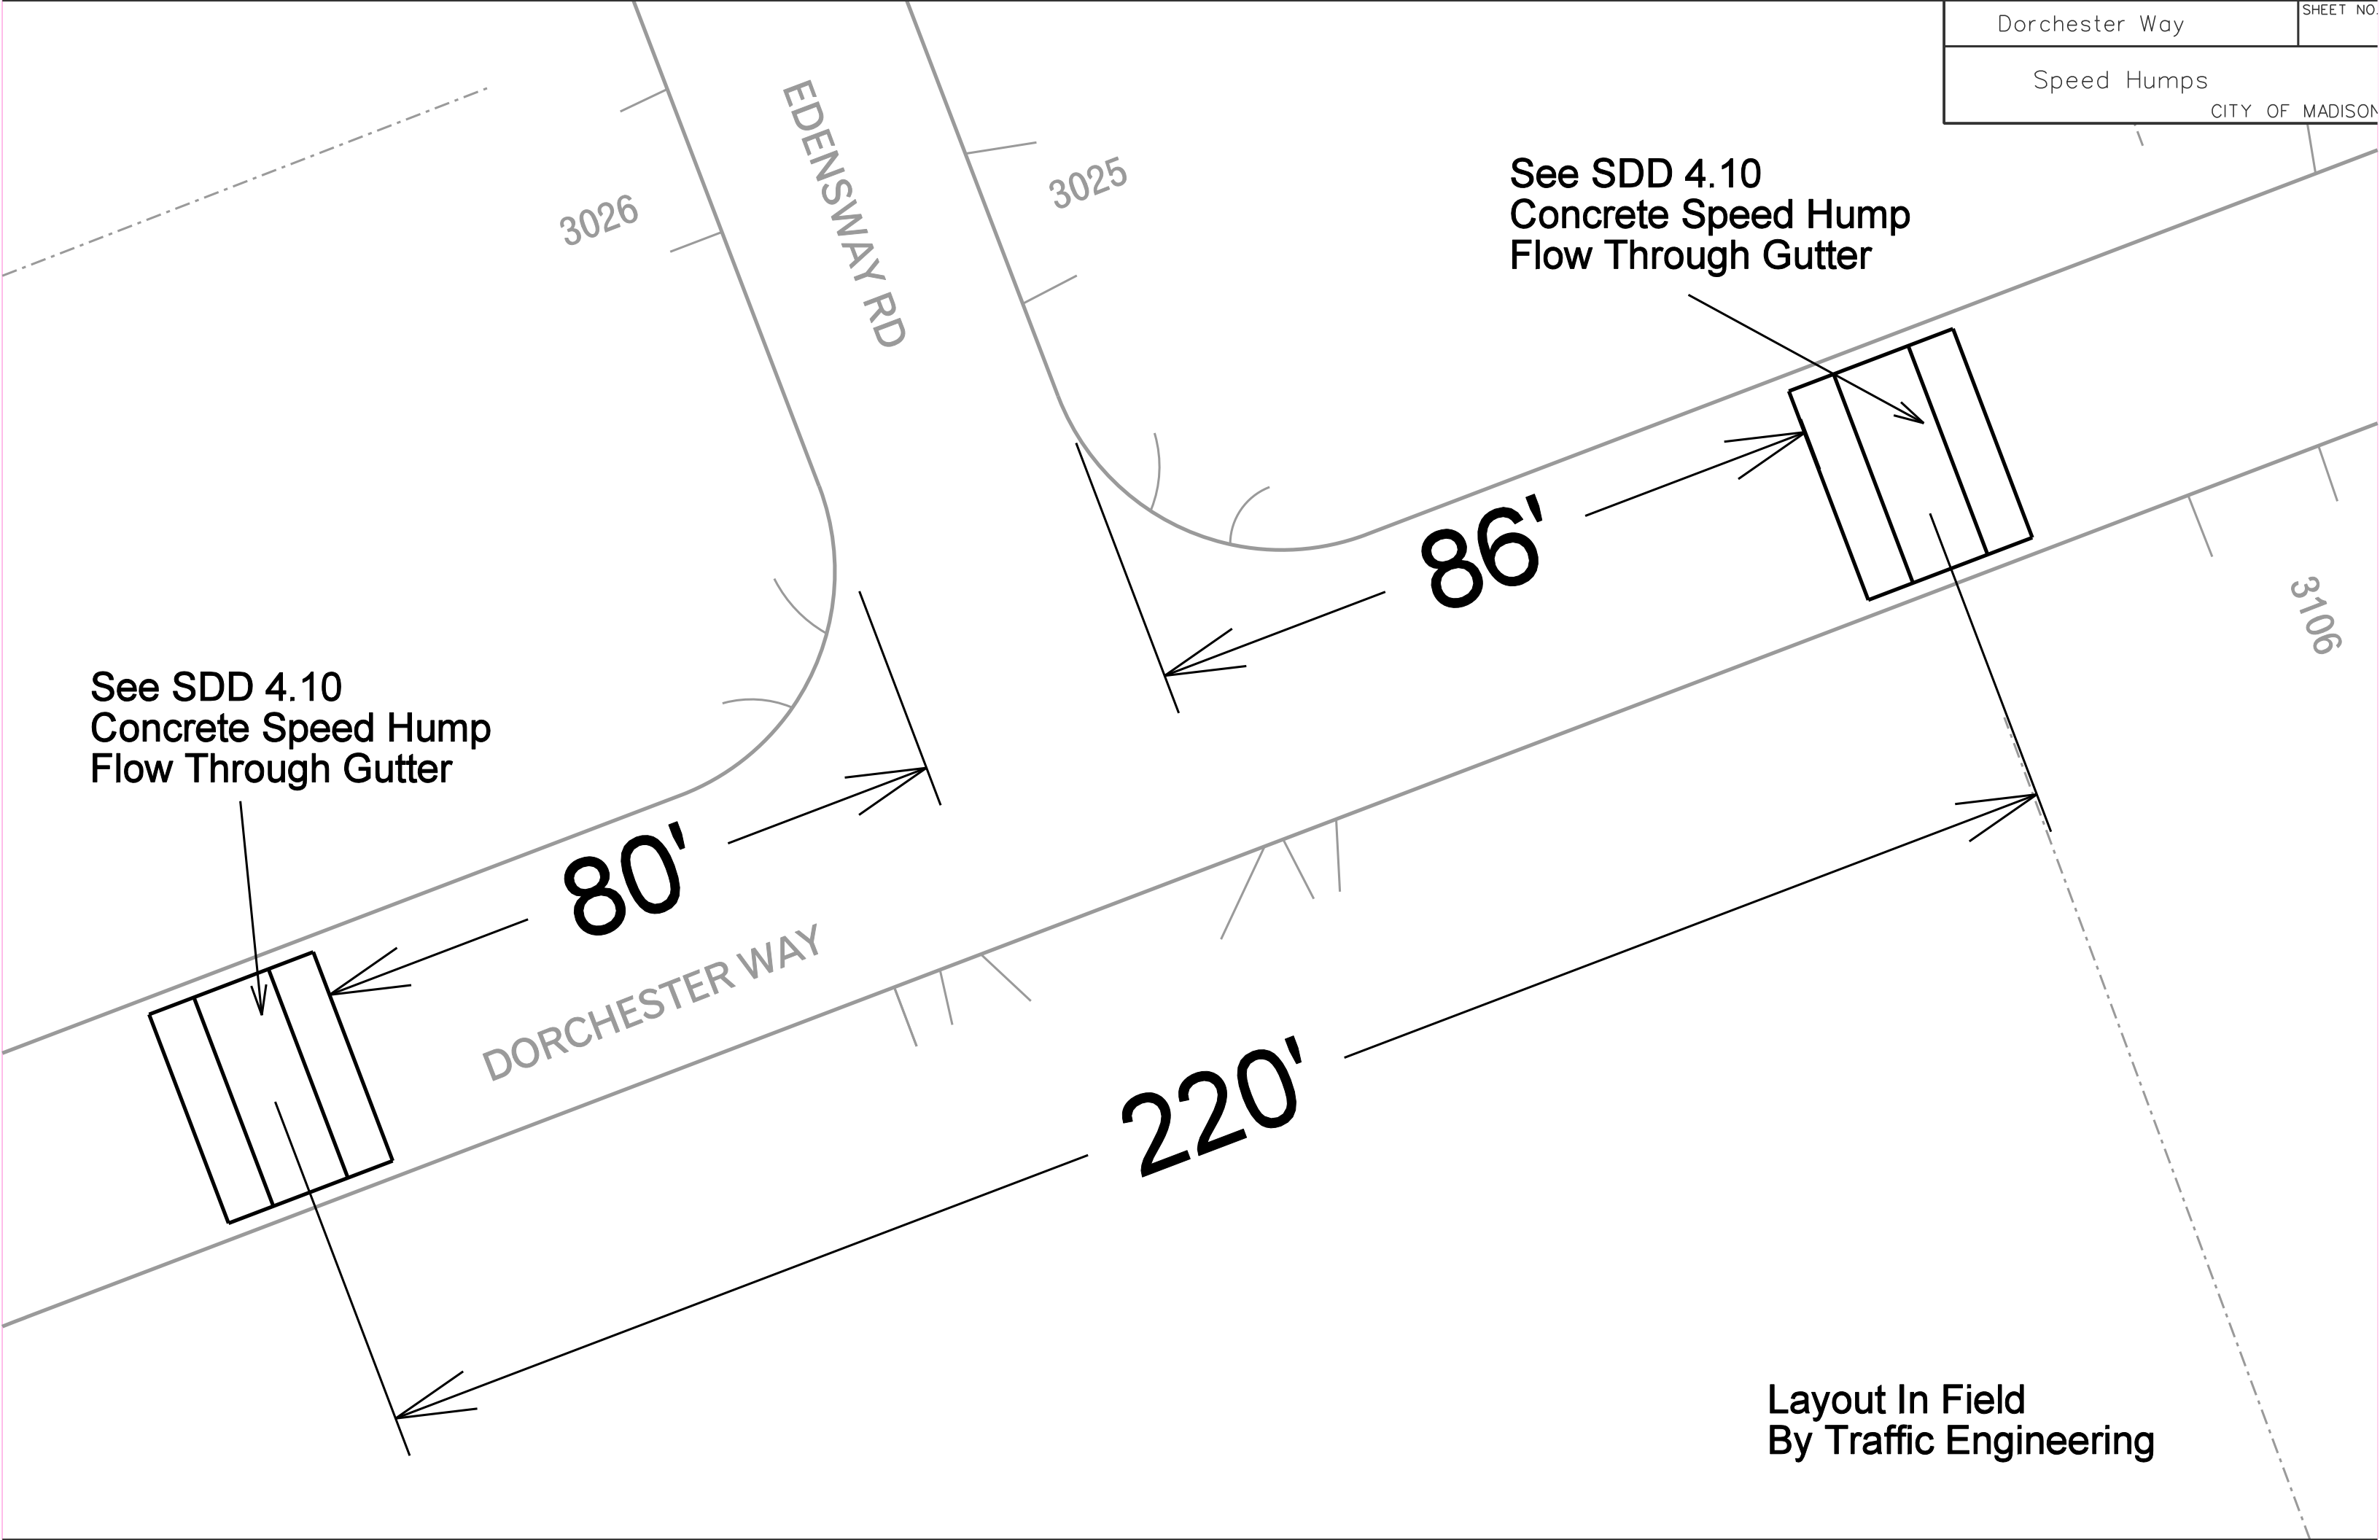 Dorchester Way
SHEET NO.
Speed Humps
CITY OF MADISON
EDENSWAY RD
3026
3025
See SDD 4.10
Concrete Speed Hump
Flow Through Gutter
86'
3106
See SDD 4.10
Concrete Speed Hump
Flow Through Gutter
80'
DORCHESTER WAY
220'
Layout In Field
By Traffic Engineering